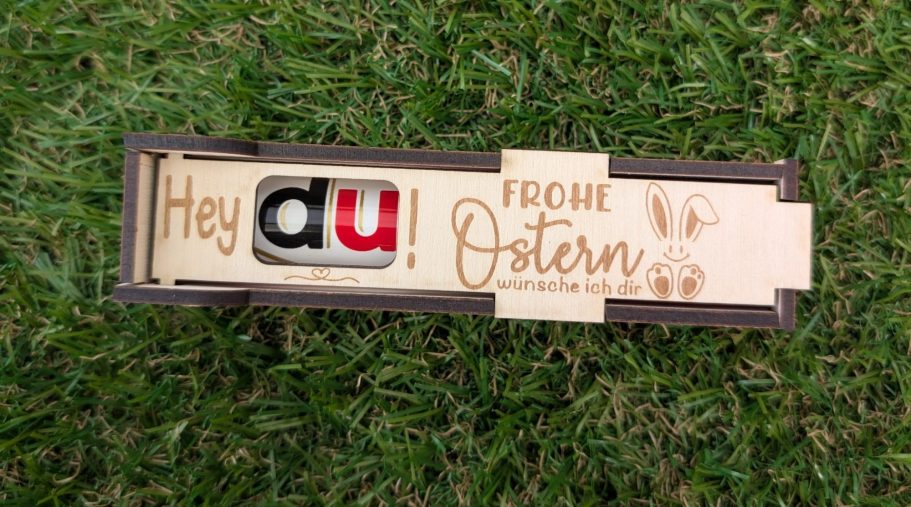 Hey du!
FROHE
Ostern
wünsche ich dir